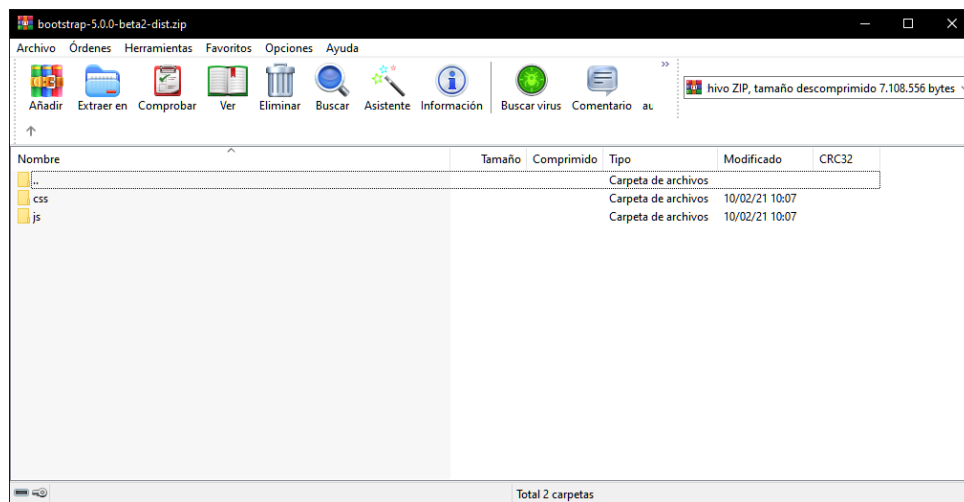 bootstrap-5.0.0-beta2-dist.zip
Archivo Órdenes Herramientas Favoritos Opciones Ayuda
Añadir Extraer en Comprobar Ver Eliminar Buscar Asistente Información Buscar virus Comentario au
hivo ZIP, tamaño descomprimido 7.108.556 bytes
Nombre Tamaño Comprimido Tipo Modificado CRC32
.. Carpeta de archivos
css Carpeta de archivos 10/02/21 10:07
js Carpeta de archivos 10/02/21 10:07
Total 2 carpetas